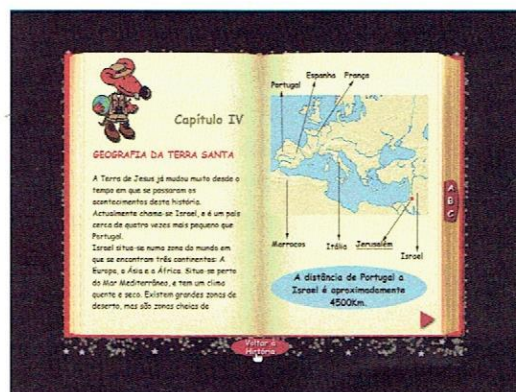 Capítulo IV
GEOGRAFIA DA TERRA SANTA
A Terra de Jesus já mudou muito desde o
tempo em que se passaram os
acontecimentos desta história.
Actualmente chama-se Israel, e é um país
cerca de quatro vezes mais pequeno que
Portugal.
Israel situa-se numa zona do mundo em
que se encontram três continentes: A
Europa, a Ásia e a África. Situa-se perto
do Mar Mediterrâneo, e tem um clima
quente e seco. Existem grandes zonas de
deserto, mas são zonas cheias de
Portugal Espanha França
Marrocos Itália Jerusalém Israel
A distância de Portugal a
Israel é aproximadamente
4500Km.
A
B
C
Voltar à
História